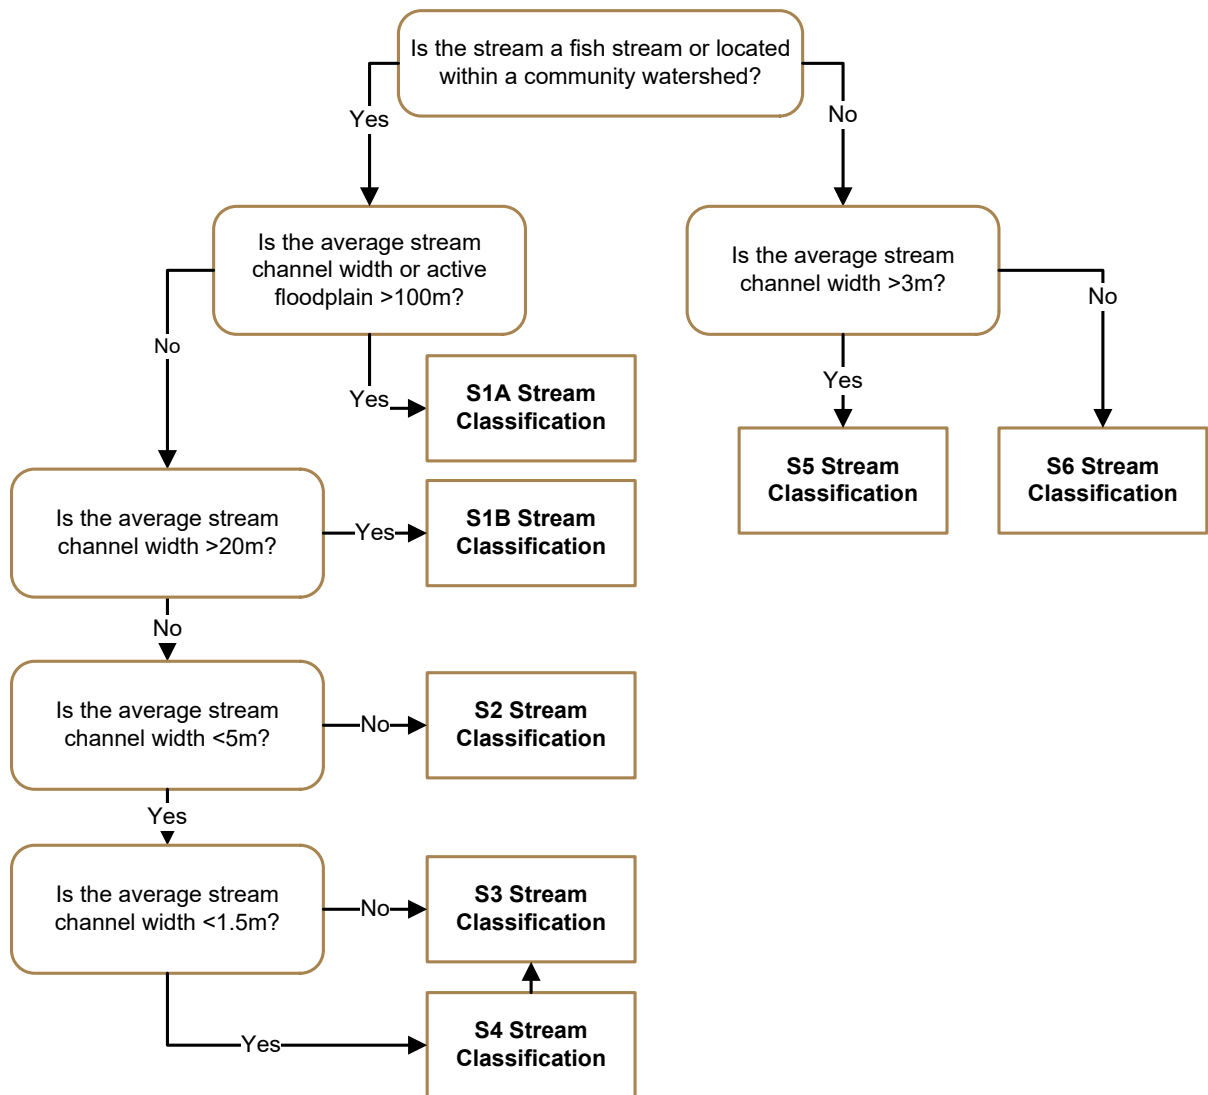 Is the stream a fish stream or located
within a community watershed?
Yes
No
Is the average stream
channel width or active
floodplain >100m?
Is the average stream
channel width >3m?
No
Yes
S1A Stream
Classification
Yes
No
S5 Stream
Classification
S6 Stream
Classification
Is the average stream
channel width >20m?
Yes
S1B Stream
Classification
No
Is the average stream
channel width <5m?
No
S2 Stream
Classification
Yes
Is the average stream
channel width <1.5m?
No
S3 Stream
Classification
Yes
S4 Stream
Classification